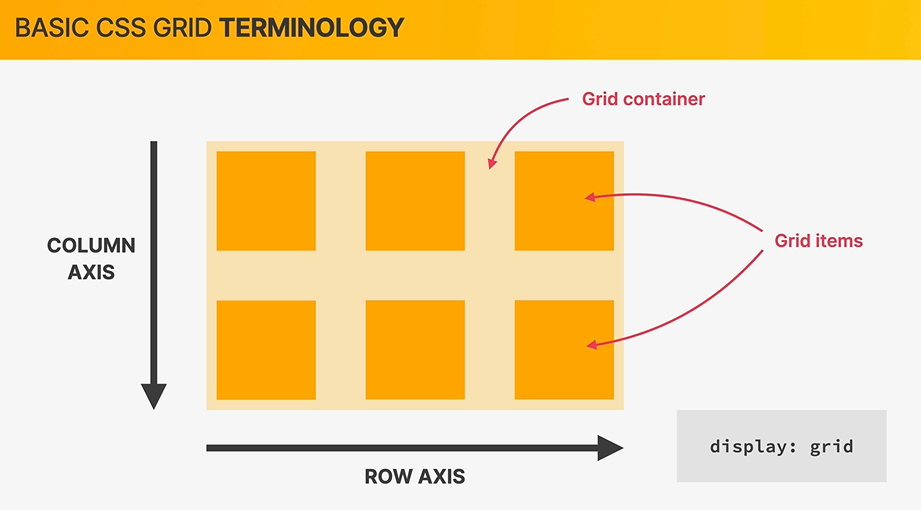 BASIC CSS GRID TERMINOLOGY
Grid container
COLUMN
AXIS
Grid items
display: grid
ROW AXIS